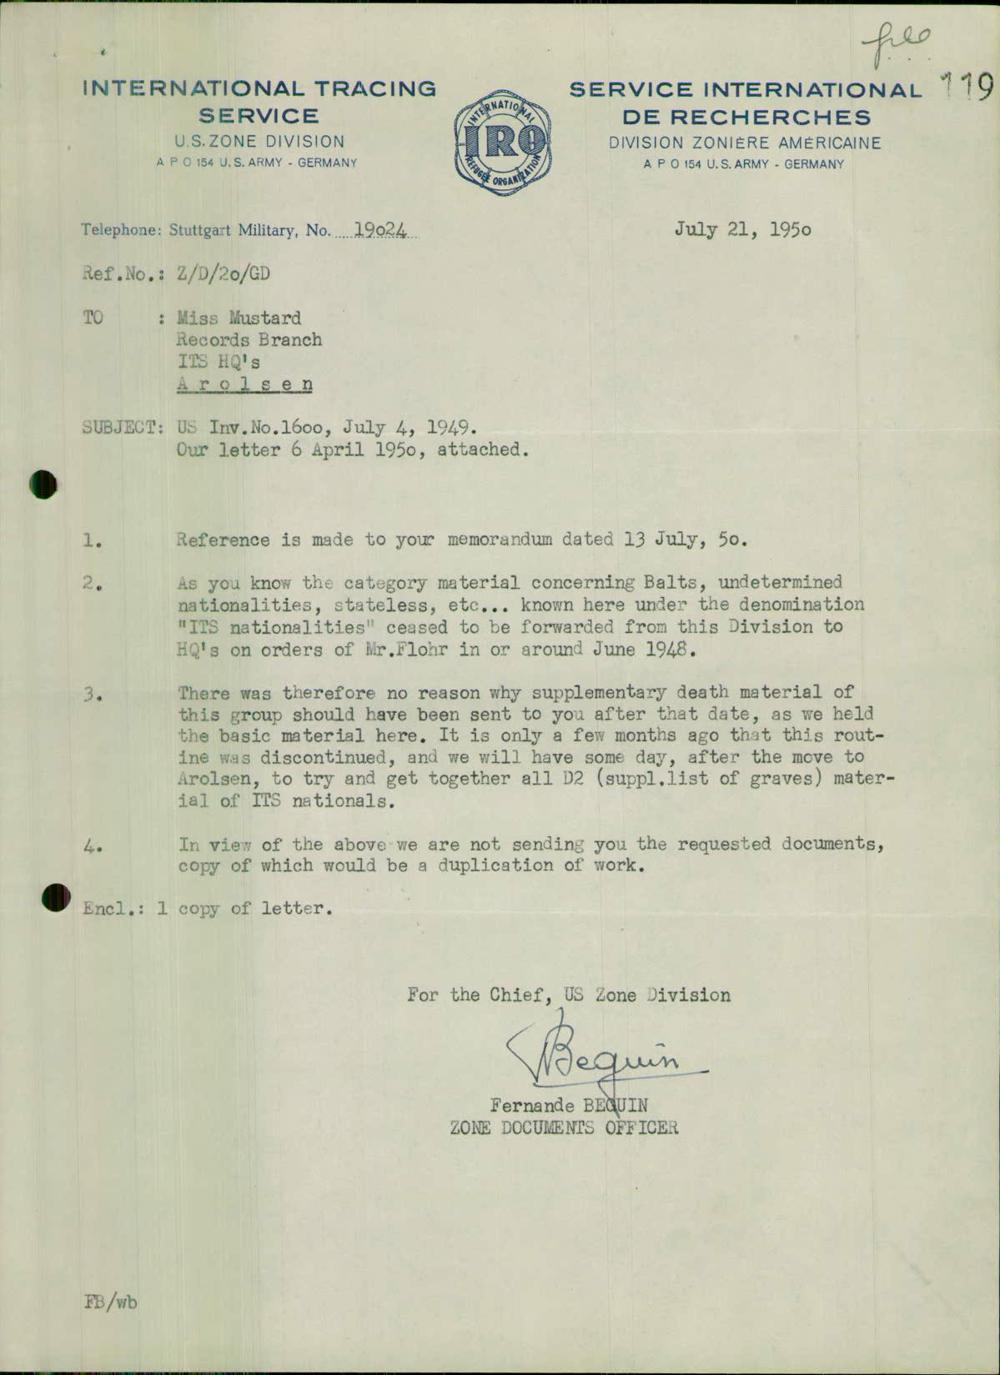 file
119
INTERNATIONAL TRACING
SERVICE
U.S. ZONE DIVISION
A P O 154 U.S. ARMY - GERMANY
INTERNATIONAL
IRO
REFUGEE ORGANIZATION
SERVICE INTERNATIONAL
DE RECHERCHES
DIVISION ZONIÈRE AMÉRICAINE
A P O 154 U.S. ARMY - GERMANY
Telephone: Stuttgart Military, No. 19024
July 21, 1950
Ref.No.: Z/D/20/GD
TO : Miss Mustard
Records Branch
ITS HQ's
A r o l s e n
SUBJECT: US Inv.No.1600, July 4, 1949.
Our letter 6 April 1950, attached.
1. Reference is made to your memorandum dated 13 July, 50.
2. As you know the category material concerning Balts, undetermined
nationalities, stateless, etc... known here under the denomination
"ITS nationalities" ceased to be forwarded from this Division to
HQ's on orders of Mr.Flohr in or around June 1948.
3. There was therefore no reason why supplementary death material of
this group should have been sent to you after that date, as we held
the basic material here. It is only a few months ago that this rout-
ine was discontinued, and we will have some day, after the move to
Arolsen, to try and get together all D2 (suppl.list of graves) mater-
ial of ITS nationals.
4. In view of the above we are not sending you the requested documents,
copy of which would be a duplication of work.
Encl.: 1 copy of letter.
For the Chief, US Zone Division
Bequin
Fernande BEQUIN
ZONE DOCUMENTS OFFICER
FB/wb